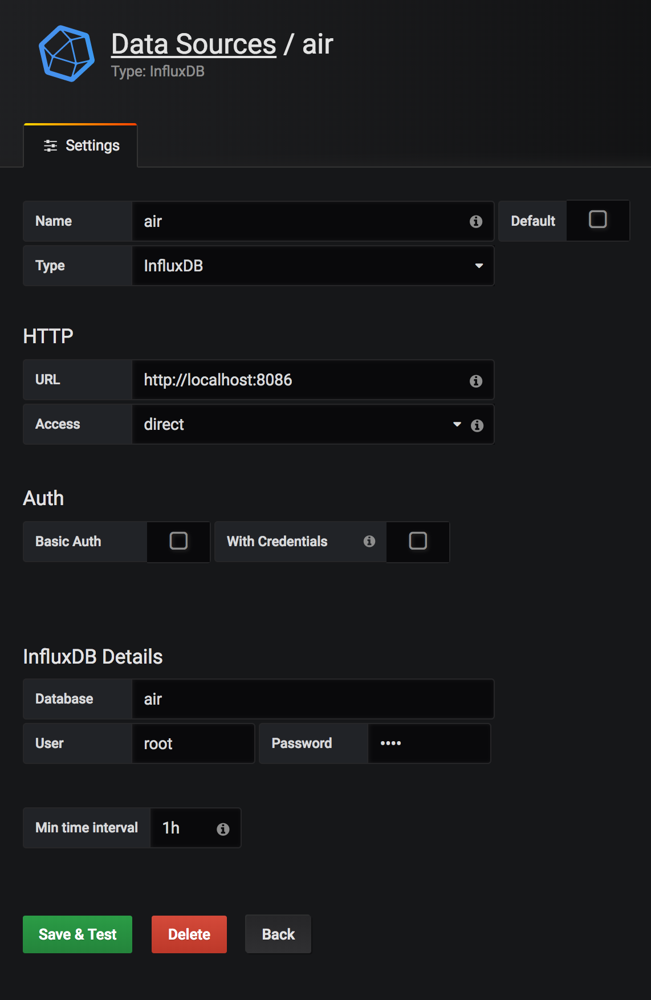 Data Sources / air
Type: InfluxDB
Settings
Name air Default
Type InfluxDB
HTTP
URL http://localhost:8086
Access direct
Auth
Basic Auth With Credentials
InfluxDB Details
Database air
User root Password ••••
Min time interval 1h
Save & Test Delete Back